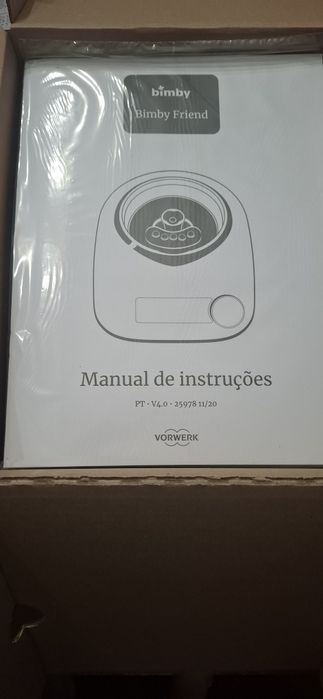 bimby
Bimby Friend
Manual de instruções
PT • V4.0 • 25978 11/20
VORWERK